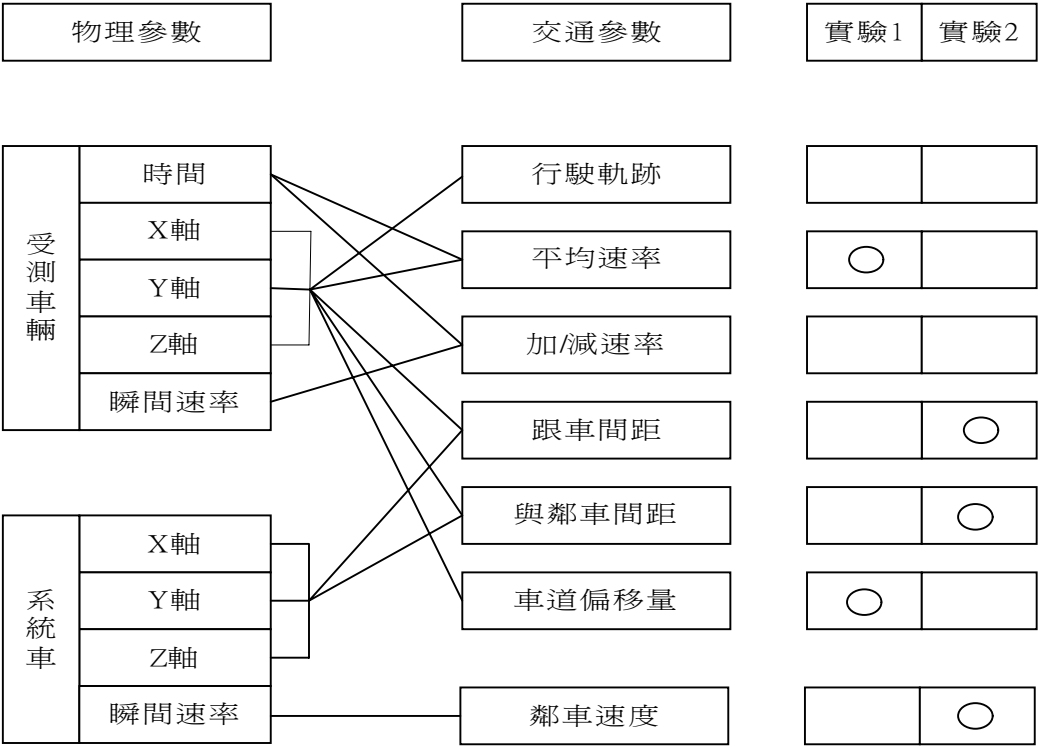 物理參數
交通參數
實驗1
實驗2
受測車輛
時間
X軸
Y軸
Z軸
瞬間速率
系統車
X軸
Y軸
Z軸
瞬間速率
行駛軌跡
平均速率
加/減速率
跟車間距
與鄰車間距
車道偏移量
鄰車速度